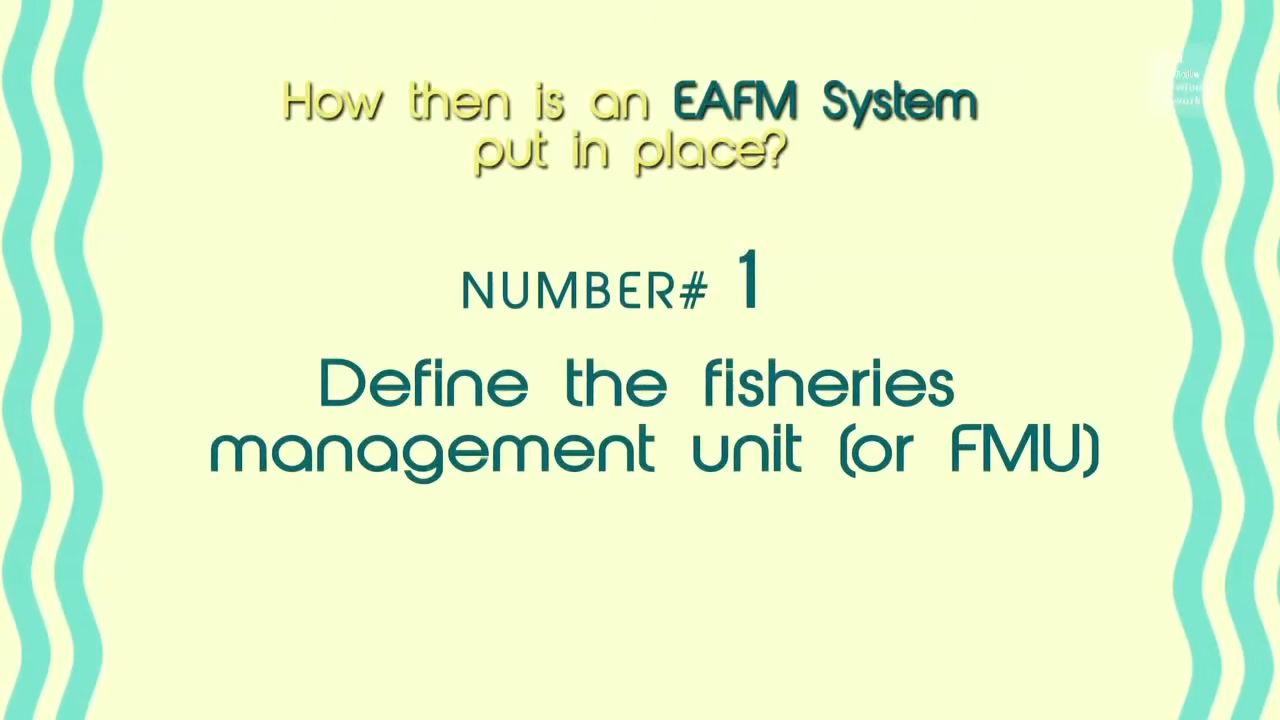 How then is an EAFM System
put in place?
NUMBER# 1
Define the fisheries
management unit (or FMU)